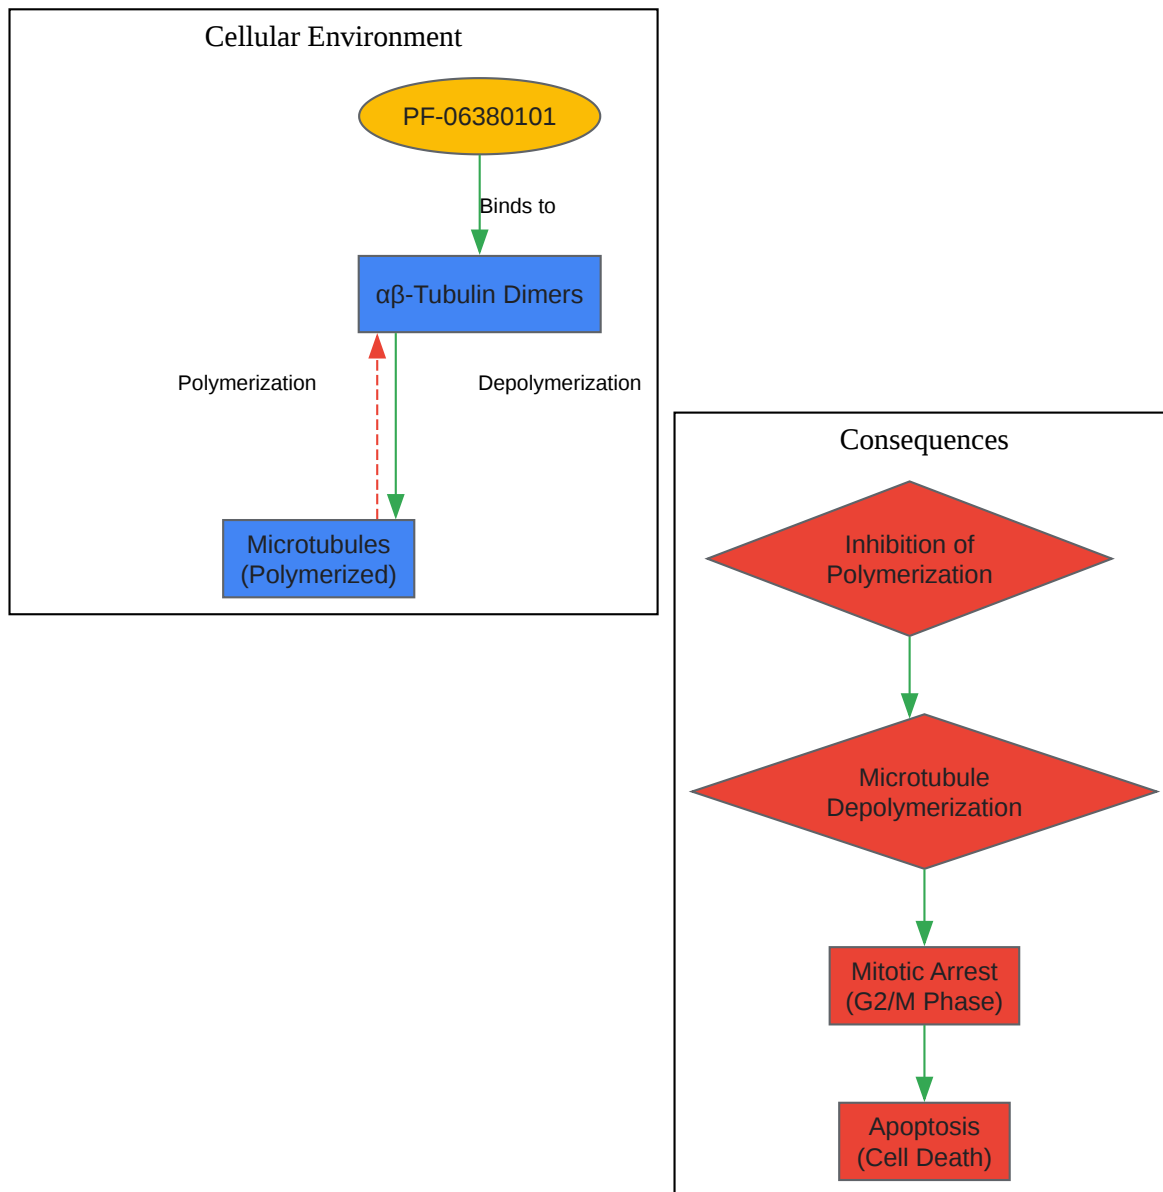 Cellular Environment
PF-06380101
Binds to
αβ-Tubulin Dimers
Polymerization
Depolymerization
Microtubules
(Polymerized)
Consequences
Inhibition of
Polymerization
Microtubule
Depolymerization
Mitotic Arrest
(G2/M Phase)
Apoptosis
(Cell Death)